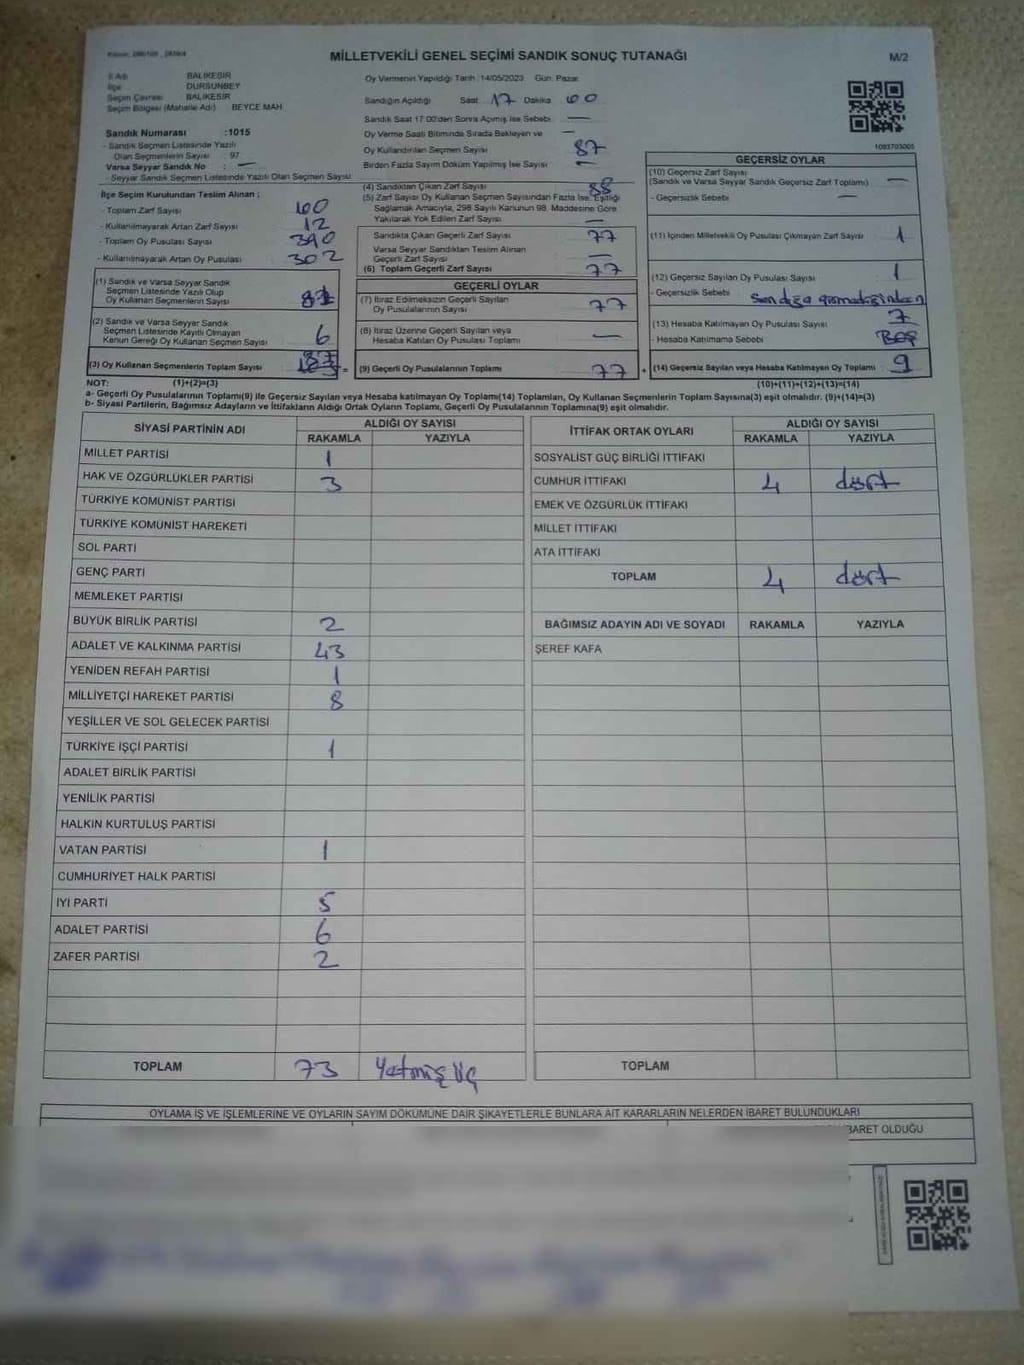 MİLLETVEKİLİ GENEL SEÇİMİ SANDIK SONUÇ TUTANAĞI
M/2
İl Adı BALIKESİR
İlçe DURSUNBEY
Seçim Çevresi BALIKESİR
Seçim Bölgesi (Mahalle Adı) BEYCE MAH
Sandık Numarası :1015
- Sandık Seçmen Listesinde Yazılı
Olan Seçmenlerin Sayısı : 97
Varsa Seyyar Sandık No : —
- Seyyar Sandık Seçmen Listesinde Yazılı Olan Seçmen Sayısı
İlçe Seçim Kurulundan Teslim Alınan ;
- Toplam Zarf Sayısı 100
- Kullanılmayarak Artan Zarf Sayısı 12
- Toplam Oy Pusulası Sayısı 390
- Kullanılmayarak Artan Oy Pusulası 302
(1) Sandık ve Varsa Seyyar Sandık
Seçmen Listesinde Yazılı Olup
Oy Kullanan Seçmenlerin Sayısı
(2) Sandık ve Varsa Seyyar Sandık
Seçmen Listesinde Kayıtlı Olmayan
Kanun Gereği Oy Kullanan Seçmen Sayısı 6
(3) Oy Kullanan Seçmenlerin Toplam Sayısı
Oy Vermenin Yapıldığı Tarih :14/05/2023 Gün: Pazar
Sandığın Açıldığı Saat 17 Dakika 00
Sandık Saat 17:00'den Sonra Açılmış İse Sebebi : —
Oy Verme Saati Bitiminde Sırada Bekleyen ve —
Oy Kullandırılan Seçmen Sayısı 87
Birden Fazla Sayım Döküm Yapılmış İse Sayısı —
(4) Sandıktan Çıkan Zarf Sayısı 88
(5) Zarf Sayısı Oy Kullanan Seçmen Sayısından Fazla İse, Eşitliği
Sağlamak Amacıyla, 298 Sayılı Kanunun 98. Maddesine Göre
Yakılarak Yok Edilen Zarf Sayısı —
Sandıkta Çıkan Geçerli Zarf Sayısı 77
Varsa Seyyar Sandıktan Teslim Alınan
Geçerli Zarf Sayısı —
(6) Toplam Geçerli Zarf Sayısı 77
GEÇERLİ OYLAR
(7) İtiraz Edilmeksizin Geçerli Sayılan
Oy Pusulalarının Sayısı 77
(8) İtiraz Üzerine Geçerli Sayılan veya
Hesaba Katılan Oy Pusulası Toplamı —
= (9) Geçerli Oy Pusulalarının Toplamı 77
1093703005
GEÇERSİZ OYLAR
(10) Geçersiz Zarf Sayısı
(Sandık ve Varsa Seyyar Sandık Geçersiz Zarf Toplamı) —
- Geçersizlik Sebebi —
(11) İçinden Milletvekili Oy Pusulası Çıkmayan Zarf Sayısı 1
(12) Geçersiz Sayılan Oy Pusulası Sayısı 1
- Geçersizlik Sebebi
(13) Hesaba Katılmayan Oy Pusulası Sayısı 7
- Hesaba Katılmama Sebebi BOŞ
+ (14) Geçersiz Sayılan veya Hesaba Katılmayan Oy Toplamı 9
NOT: (1)+(2)=(3)
(10)+(11)+(12)+(13)=(14)
a- Geçerli Oy Pusulalarının Toplamı(9) ile Geçersiz Sayılan veya Hesaba katılmayan Oy Toplamı(14) Toplamları, Oy Kullanan Seçmenlerin Toplam Sayısına(3) eşit olmalıdır. (9)+(14)=(3)
b- Siyasi Partilerin, Bağımsız Adayların ve İttifakların Aldığı Ortak Oyların Toplamı, Geçerli Oy Pusulalarının Toplamına(9) eşit olmalıdır.
SİYASİ PARTİNİN ADI ALDIĞI OY SAYISI
RAKAMLA YAZIYLA
MİLLET PARTİSİ 1
HAK VE ÖZGÜRLÜKLER PARTİSİ 3
TÜRKİYE KOMÜNİST PARTİSİ
TÜRKİYE KOMÜNİST HAREKETİ
SOL PARTİ
GENÇ PARTİ
MEMLEKET PARTİSİ
BÜYÜK BİRLİK PARTİSİ 2
ADALET VE KALKINMA PARTİSİ 43
YENİDEN REFAH PARTİSİ 1
MİLLİYETÇİ HAREKET PARTİSİ 8
YEŞİLLER VE SOL GELECEK PARTİSİ
TÜRKİYE İŞÇİ PARTİSİ 1
ADALET BİRLİK PARTİSİ
YENİLİK PARTİSİ
HALKIN KURTULUŞ PARTİSİ
VATAN PARTİSİ 1
CUMHURİYET HALK PARTİSİ
İYİ PARTİ 5
ADALET PARTİSİ 6
ZAFER PARTİSİ 2
TOPLAM 73 Yetmiş üç
İTTİFAK ORTAK OYLARI ALDIĞI OY SAYISI
RAKAMLA YAZIYLA
SOSYALİST GÜÇ BİRLİĞİ İTTİFAKI
CUMHUR İTTİFAKI 4 dört
EMEK VE ÖZGÜRLÜK İTTİFAKI
MİLLET İTTİFAKI
ATA İTTİFAKI
TOPLAM 4 dört
BAĞIMSIZ ADAYIN ADI VE SOYADI RAKAMLA YAZIYLA
ŞEREF KAFA
TOPLAM
OYLAMA İŞ VE İŞLEMLERİNE VE OYLARIN SAYIM DÖKÜMÜNE DAİR ŞİKAYETLERLE BUNLARA AİT KARARLARIN NELERDEN İBARET BULUNDUKLARI
BARET OLDUĞU